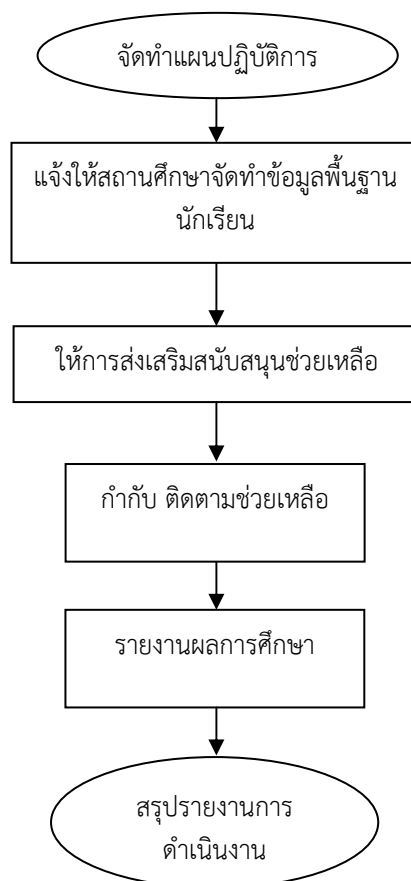 จัดทำแผนปฏิบัติการ
แจ้งให้สถานศึกษาจัดทำข้อมูลพื้นฐาน
นักเรียน
ให้การส่งเสริมสนับสนุนช่วยเหลือ
กำกับ ติดตามช่วยเหลือ
รายงานผลการศึกษา
สรุปรายงานการ
ดำเนินงาน